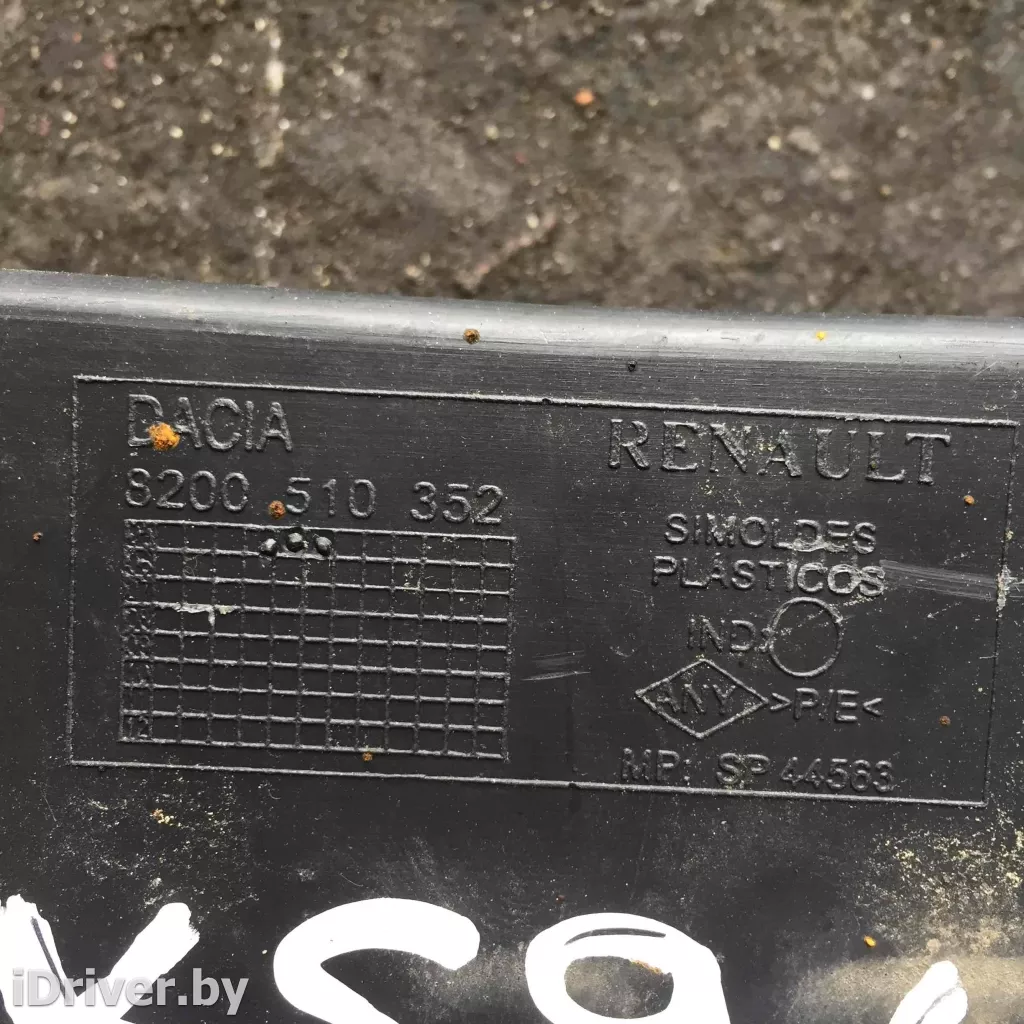 DACIA
8200 510 352
RENAULT
SIMOLDES
PLÁSTICOS
IND:
ANY >P/E<
MP: SP 44563
iDriver.by